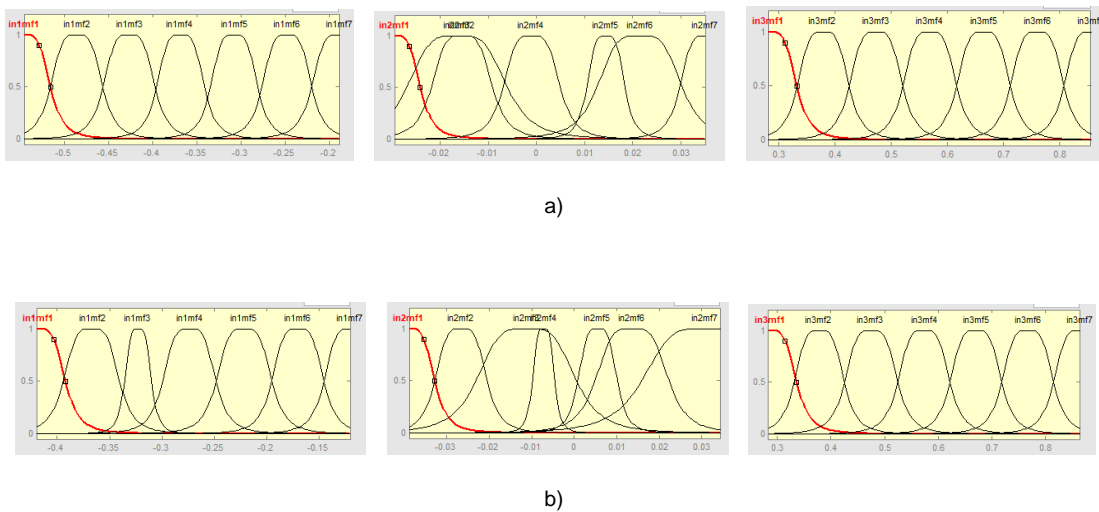 in1mf1 in1mf2 in1mf3 in1mf4 in1mf5 in1mf6 in1mf7
1
0.5
0
-0.5 -0.45 -0.4 -0.35 -0.3 -0.25 -0.2
in2mf1 in2mf4 in2mf5 in2mf6 in2mf7
1
0.5
0
-0.02 -0.01 0 0.01 0.02 0.03
in3mf1 in3mf2 in3mf3 in3mf4 in3mf5 in3mf6
1
0.5
0
0.3 0.4 0.5 0.6 0.7 0.8
a)
in1mf1 in1mf2 in1mf3 in1mf4 in1mf5 in1mf6 in1mf7
1
0.5
0
-0.4 -0.35 -0.3 -0.25 -0.2 -0.15
in2mf1 in2mf2 in2mf4 in2mf5 in2mf6 in2mf7
1
0.5
0
-0.03 -0.02 -0.01 0 0.01 0.02 0.03
in3mf1 in3mf2 in3mf3 in3mf4 in3mf5 in3mf6 in3mf7
1
0.5
0
0.3 0.4 0.5 0.6 0.7 0.8
b)